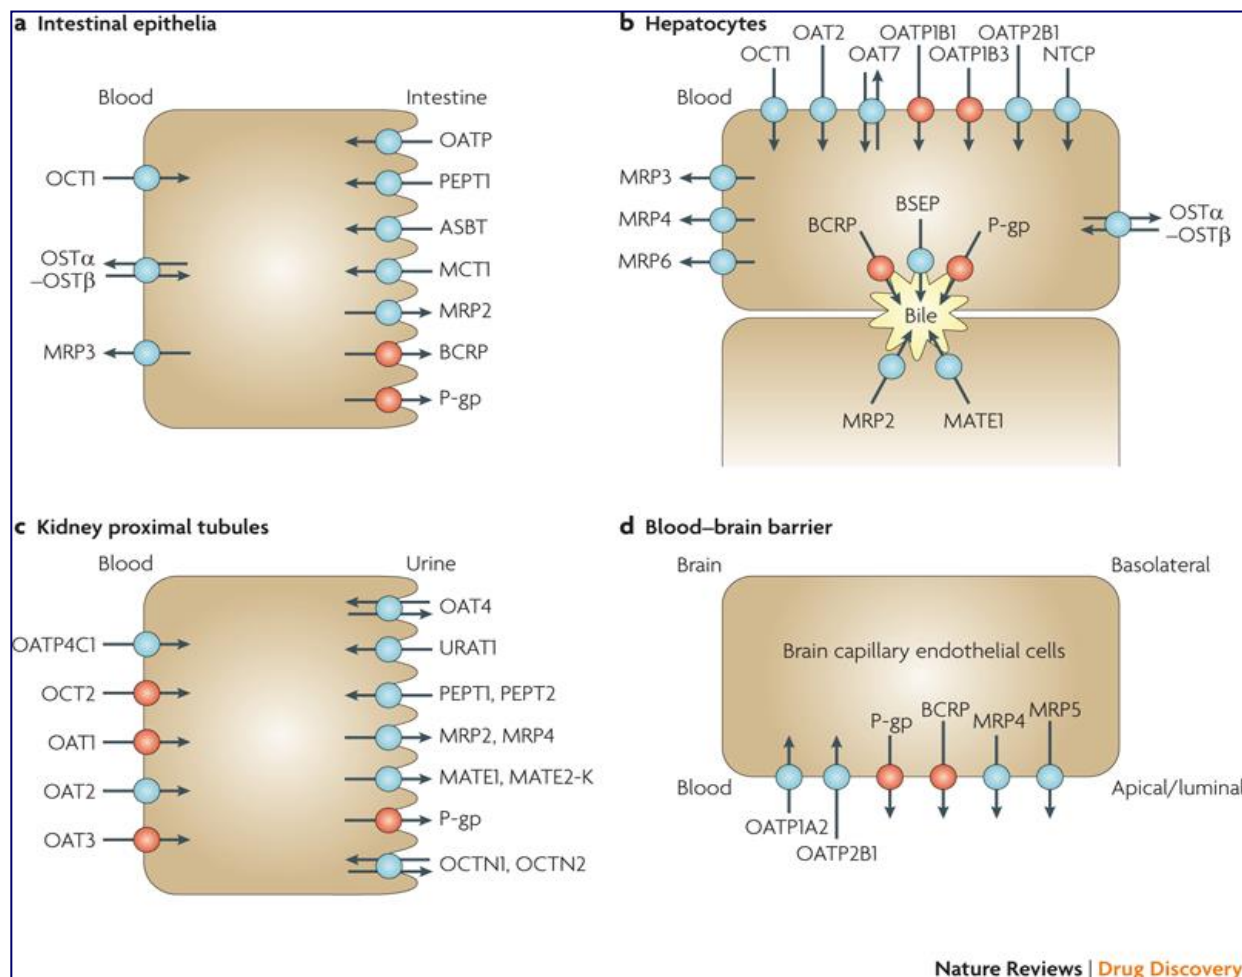 a Intestinal epithelia
Blood
Intestine
OCT1
OSTα
–OSTβ
MRP3
OATP
PEPT1
ASBT
MCT1
MRP2
BCRP
P-gp
b Hepatocytes
Blood
OCT1
OAT2
OAT7
OATP1B1
OATP1B3
OATP2B1
NTCP
MRP3
MRP4
MRP6
BCRP
BSEP
P-gp
OSTα
–OSTβ
Bile
MRP2
MATE1
c Kidney proximal tubules
Blood
Urine
OATP4C1
OCT2
OAT1
OAT2
OAT3
OAT4
URAT1
PEPT1, PEPT2
MRP2, MRP4
MATE1, MATE2-K
P-gp
OCTN1, OCTN2
d Blood–brain barrier
Brain
Basolateral
Brain capillary endothelial cells
P-gp
BCRP
MRP4
MRP5
Blood
Apical/luminal
OATP1A2
OATP2B1
Nature Reviews | Drug Discovery